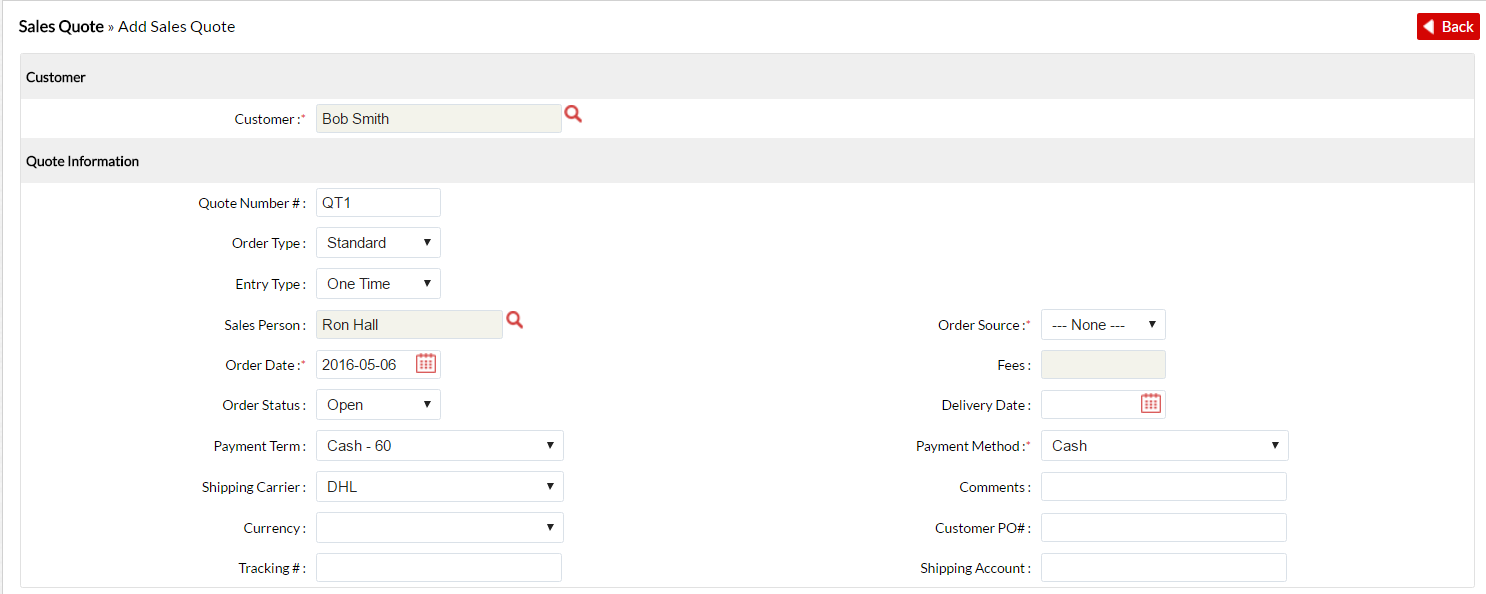 Sales Quote » Add Sales Quote
Back
Customer
Customer :* Bob Smith
Quote Information
Quote Number # : QT1
Order Type : Standard
Entry Type : One Time
Sales Person : Ron Hall
Order Source :* --- None ---
Order Date :* 2016-05-06
Fees :
Order Status : Open
Delivery Date :
Payment Term : Cash - 60
Payment Method :* Cash
Shipping Carrier : DHL
Comments :
Currency :
Customer PO# :
Tracking # :
Shipping Account :